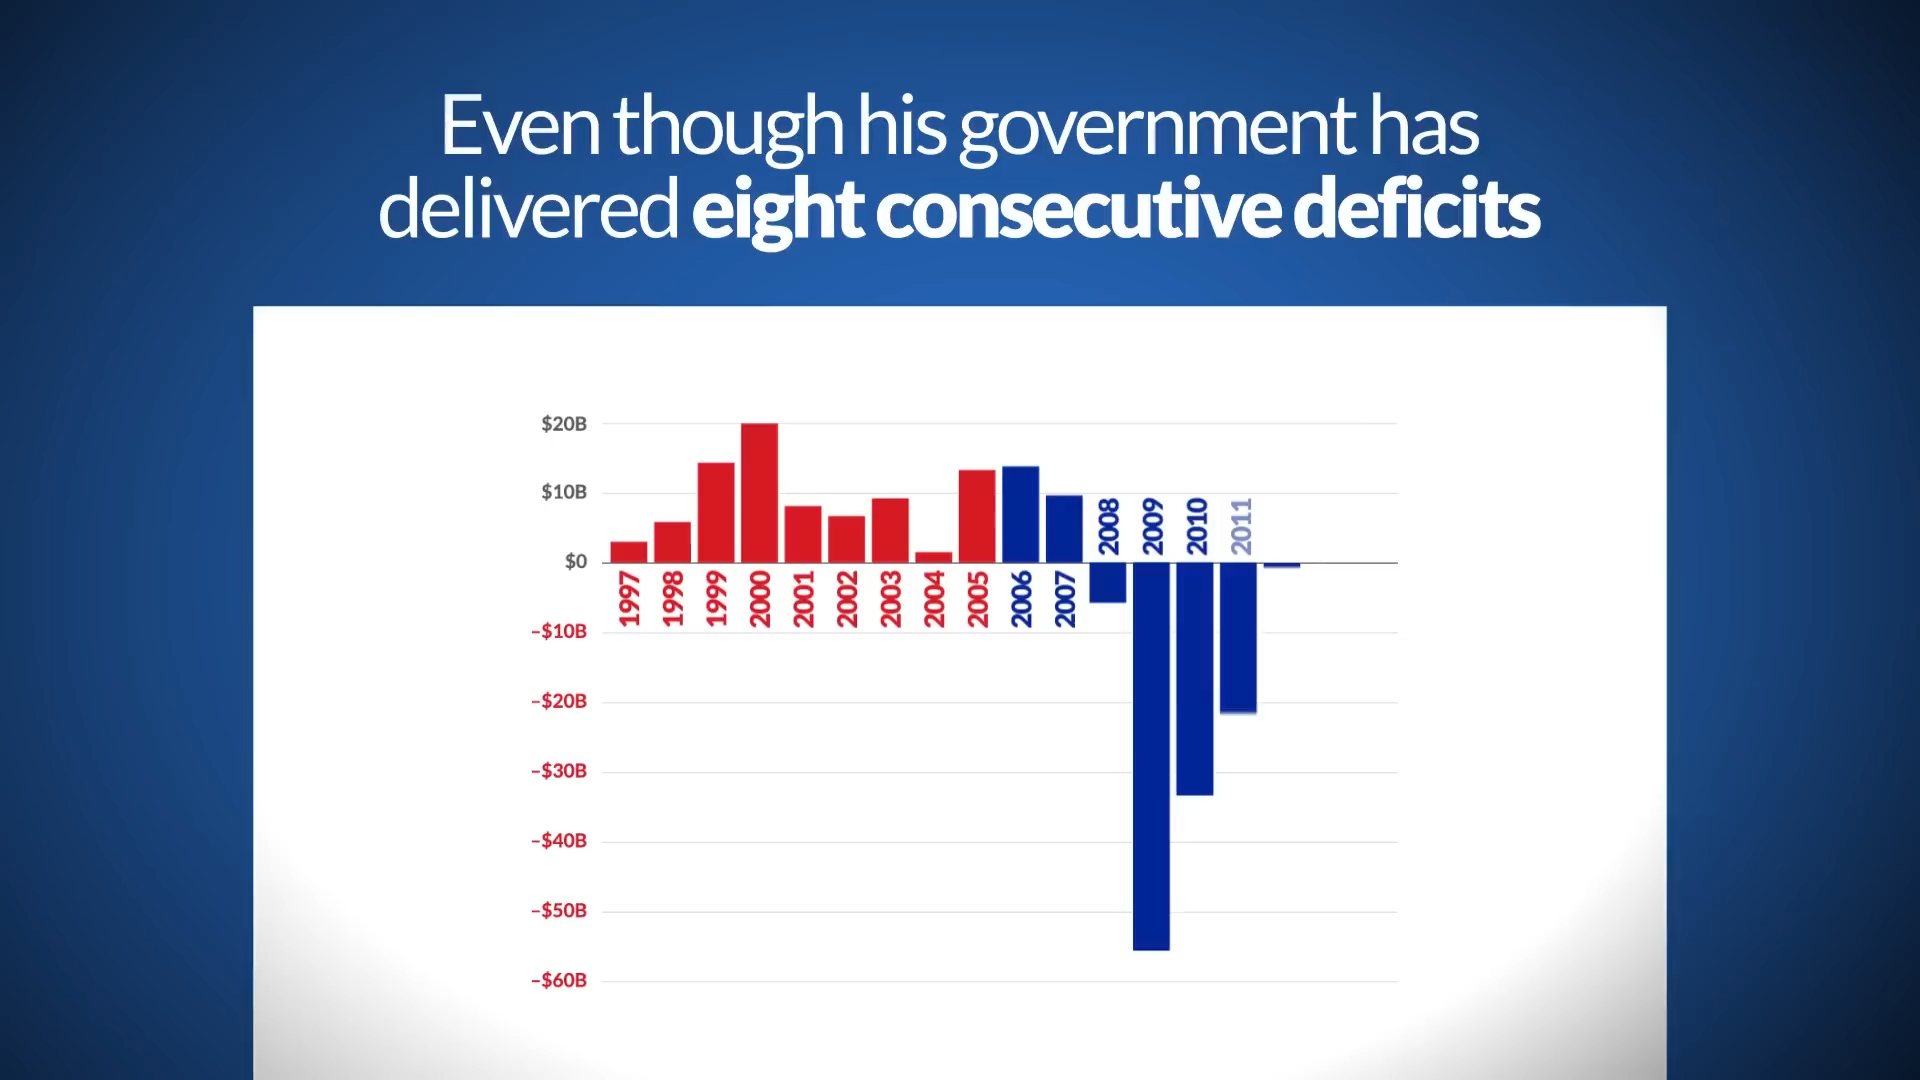 Even though his government has
delivered eight consecutive deficits
$20B
$10B
$0
–$10B
–$20B
–$30B
–$40B
–$50B
–$60B
1997
1998
1999
2000
2001
2002
2003
2004
2005
2006
2007
2008
2009
2010
2011